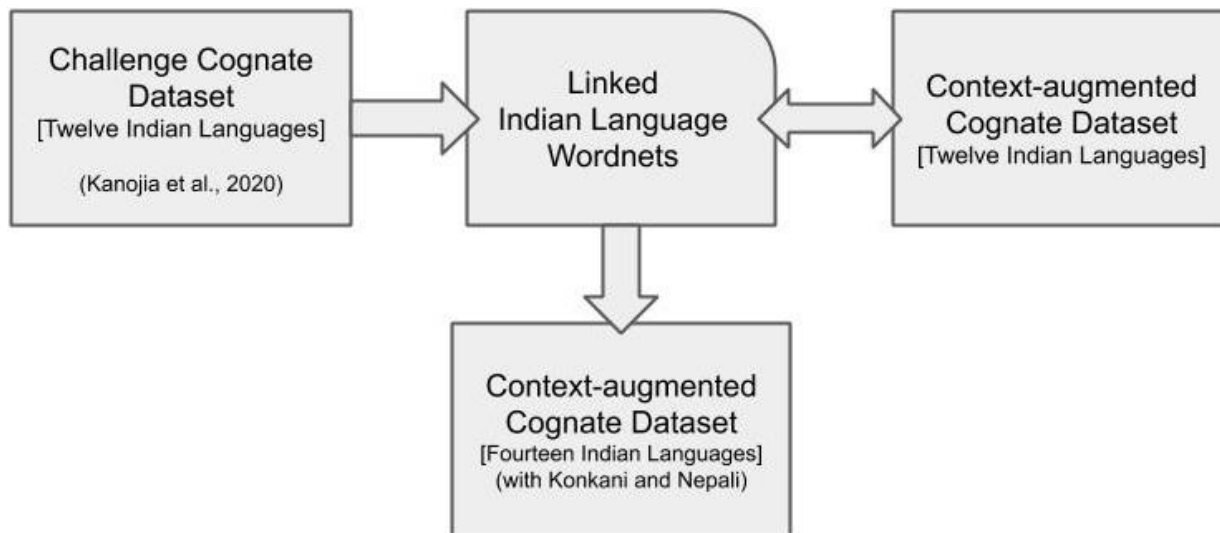 Challenge Cognate
Dataset
[Twelve Indian Languages]
(Kanojia et al., 2020)
Linked
Indian Language
Wordnets
Context-augmented
Cognate Dataset
[Twelve Indian Languages]
Context-augmented
Cognate Dataset
[Fourteen Indian Languages]
(with Konkani and Nepali)